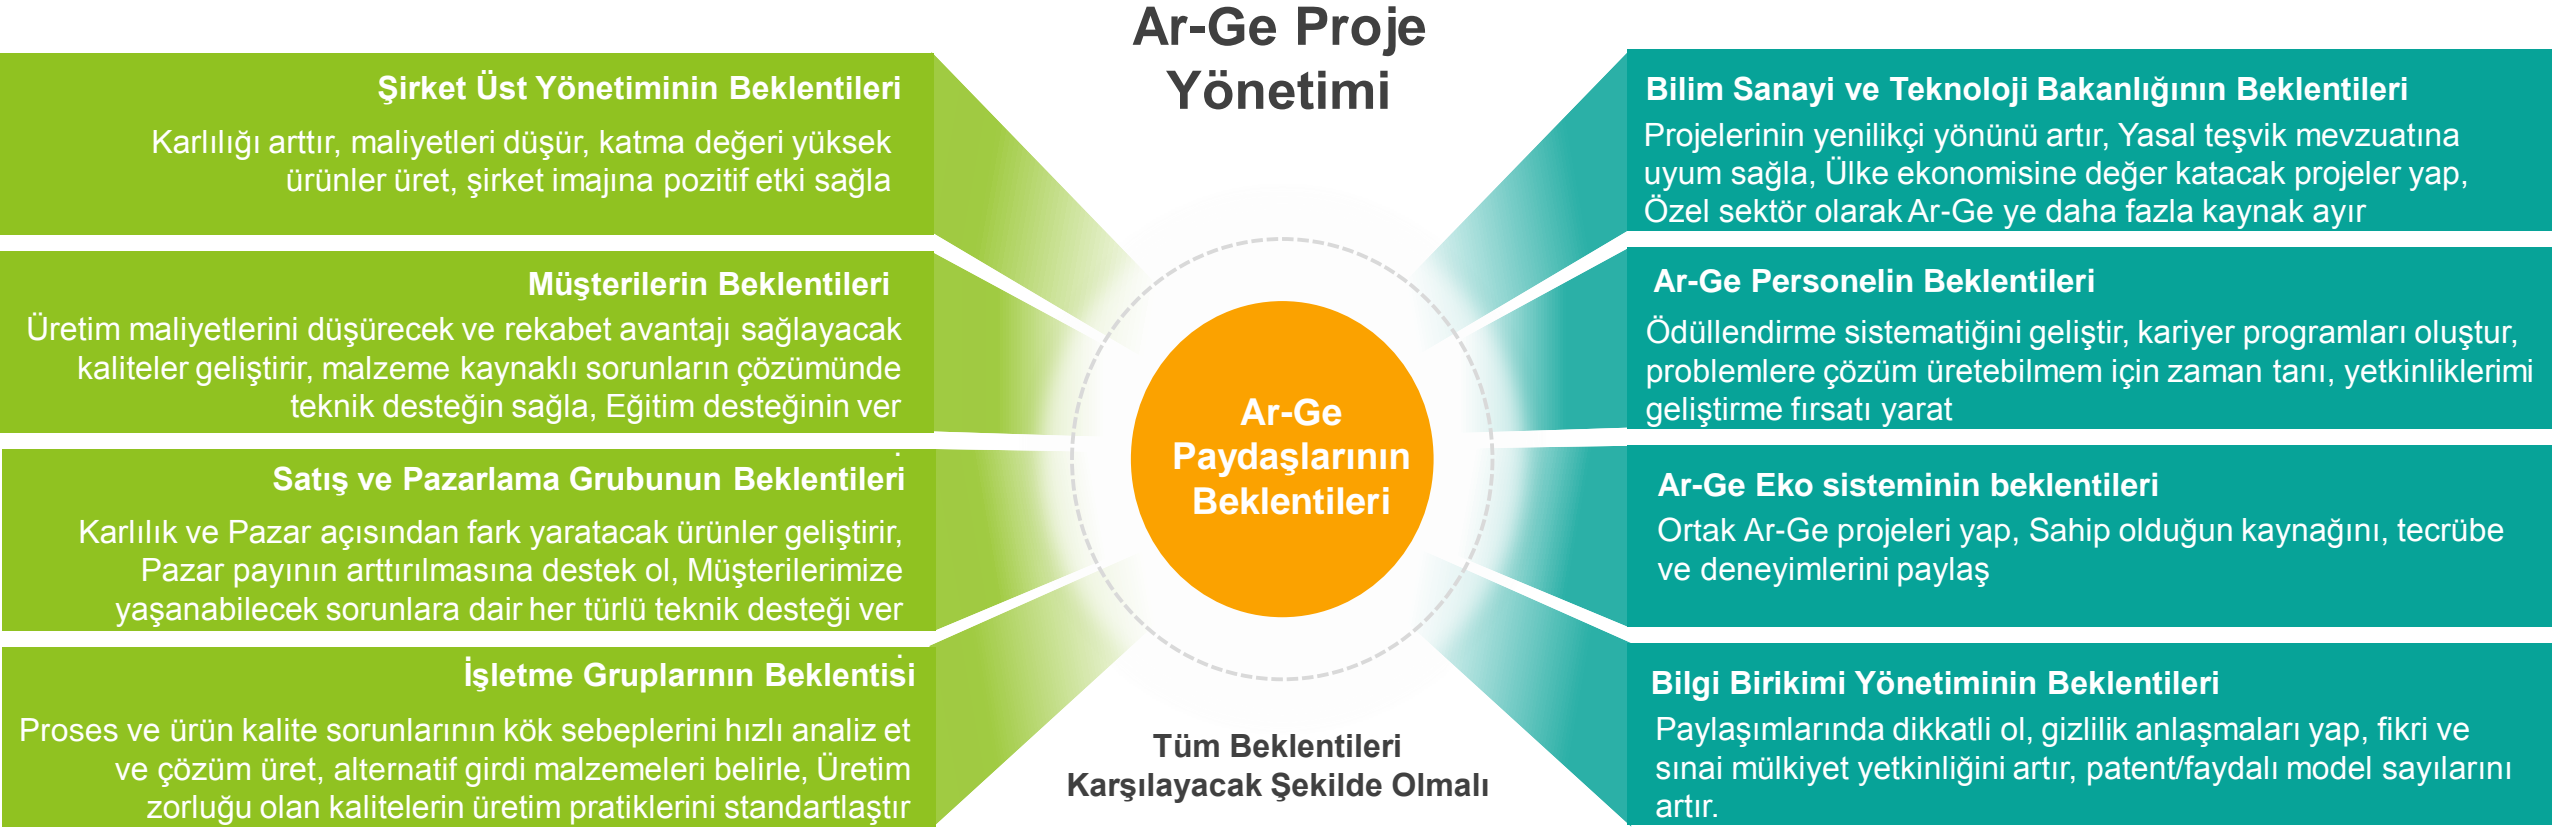 Ar-Ge Proje
Yönetimi
Şirket Üst Yönetiminin Beklentileri
Karlılığı arttır, maliyetleri düşür, katma değeri yüksek
ürünler üret, şirket imajına pozitif etki sağla
Müşterilerin Beklentileri
Üretim maliyetlerini düşürecek ve rekabet avantajı sağlayacak
kaliteler geliştirir, malzeme kaynaklı sorunların çözümünde
teknik desteğin sağla, Eğitim desteğinin ver
Satış ve Pazarlama Grubunun Beklentileri
Karlılık ve Pazar açısından fark yaratacak ürünler geliştirir,
Pazar payının arttırılmasına destek ol, Müşterilerimize
yaşanabilecek sorunlara dair her türlü teknik desteği ver
İşletme Gruplarının Beklentisi
Proses ve ürün kalite sorunlarının kök sebeplerini hızlı analiz et
ve çözüm üret, alternatif girdi malzemeleri belirle, Üretim
zorluğu olan kalitelerin üretim pratiklerini standartlaştır
Ar-Ge
Paydaşlarının
Beklentileri
Tüm Beklentileri
Karşılayacak Şekilde Olmalı
Bilim Sanayi ve Teknoloji Bakanlığının Beklentileri
Projelerinin yenilikçi yönünü artır, Yasal teşvik mevzuatına
uyum sağla, Ülke ekonomisine değer katacak projeler yap,
Özel sektör olarak Ar-Ge ye daha fazla kaynak ayır
Ar-Ge Personelin Beklentileri
Ödüllendirme sistematiğini geliştir, kariyer programları oluştur,
problemlere çözüm üretebilmem için zaman tanı, yetkinliklerimi
geliştirme fırsatı yarat
Ar-Ge Eko sisteminin beklentileri
Ortak Ar-Ge projeleri yap, Sahip olduğun kaynağını, tecrübe
ve deneyimlerini paylaş
Bilgi Birikimi Yönetiminin Beklentileri
Paylaşımlarında dikkatli ol, gizlilik anlaşmaları yap, fikri ve
sınai mülkiyet yetkinliğini artır, patent/faydalı model sayılarını
artır.